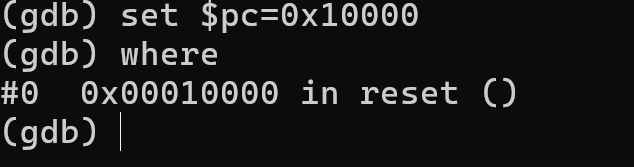 (gdb) set $pc=0x10000
(gdb) where
#0  0x00010000 in reset ()
(gdb)